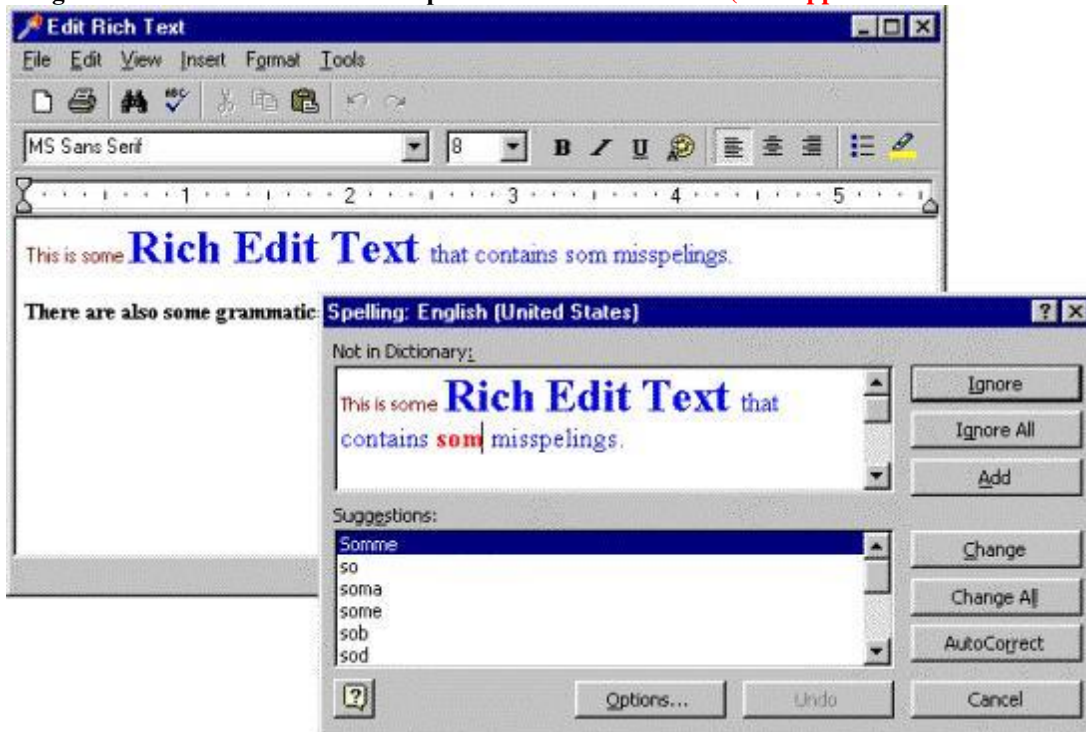 Edit Rich Text
File Edit View Insert Format Tools
ABC
MS Sans Serif 8 B I U A
1 2 3 4 5
This is some Rich Edit Text that contains som misspelings.
There are also some grammatic
Spelling: English (United States)
Not in Dictionary:
This is some Rich Edit Text that
contains som misspelings.
Ignore
Ignore All
Add
Suggestions:
Somme
so
soma
some
sob
sod
Change
Change All
AutoCorrect
Options... Undo Cancel